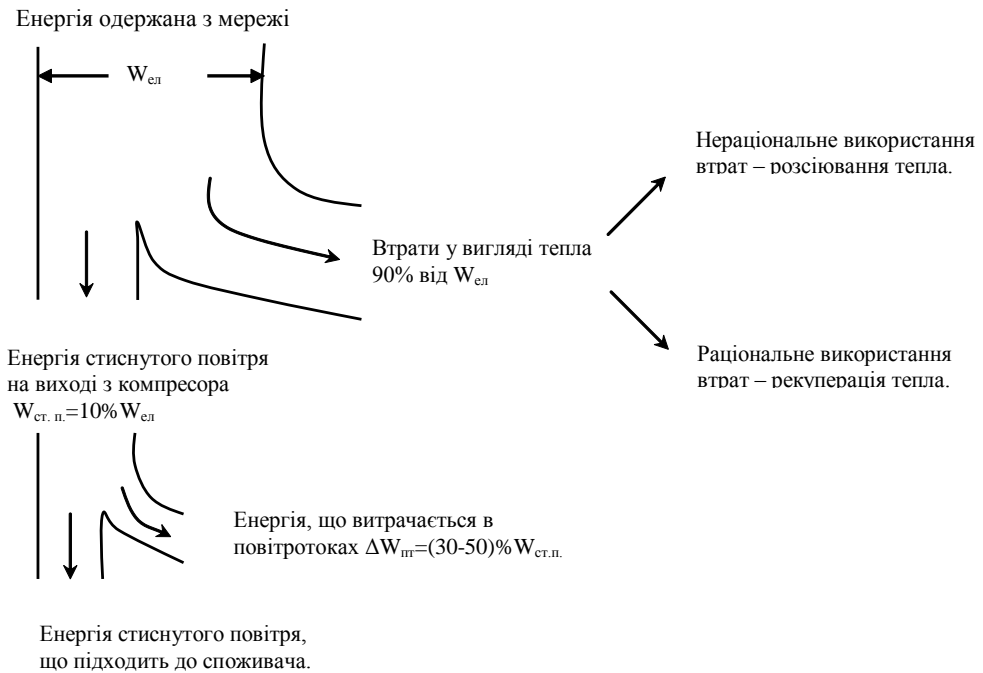 Енергія одержана з мережі
Wел
Нераціональне використання
втрат – розсіювання тепла.
Втрати у вигляді тепла
90% від Wел
Енергія стиснутого повітря
на виході з компресора
Wст. п.=10%Wел
Раціональне використання
втрат – рекуперація тепла.
Енергія, що витрачається в
повітротоках ΔWпт=(30-50)%Wст.п.
Енергія стиснутого повітря,
що підходить до споживача.